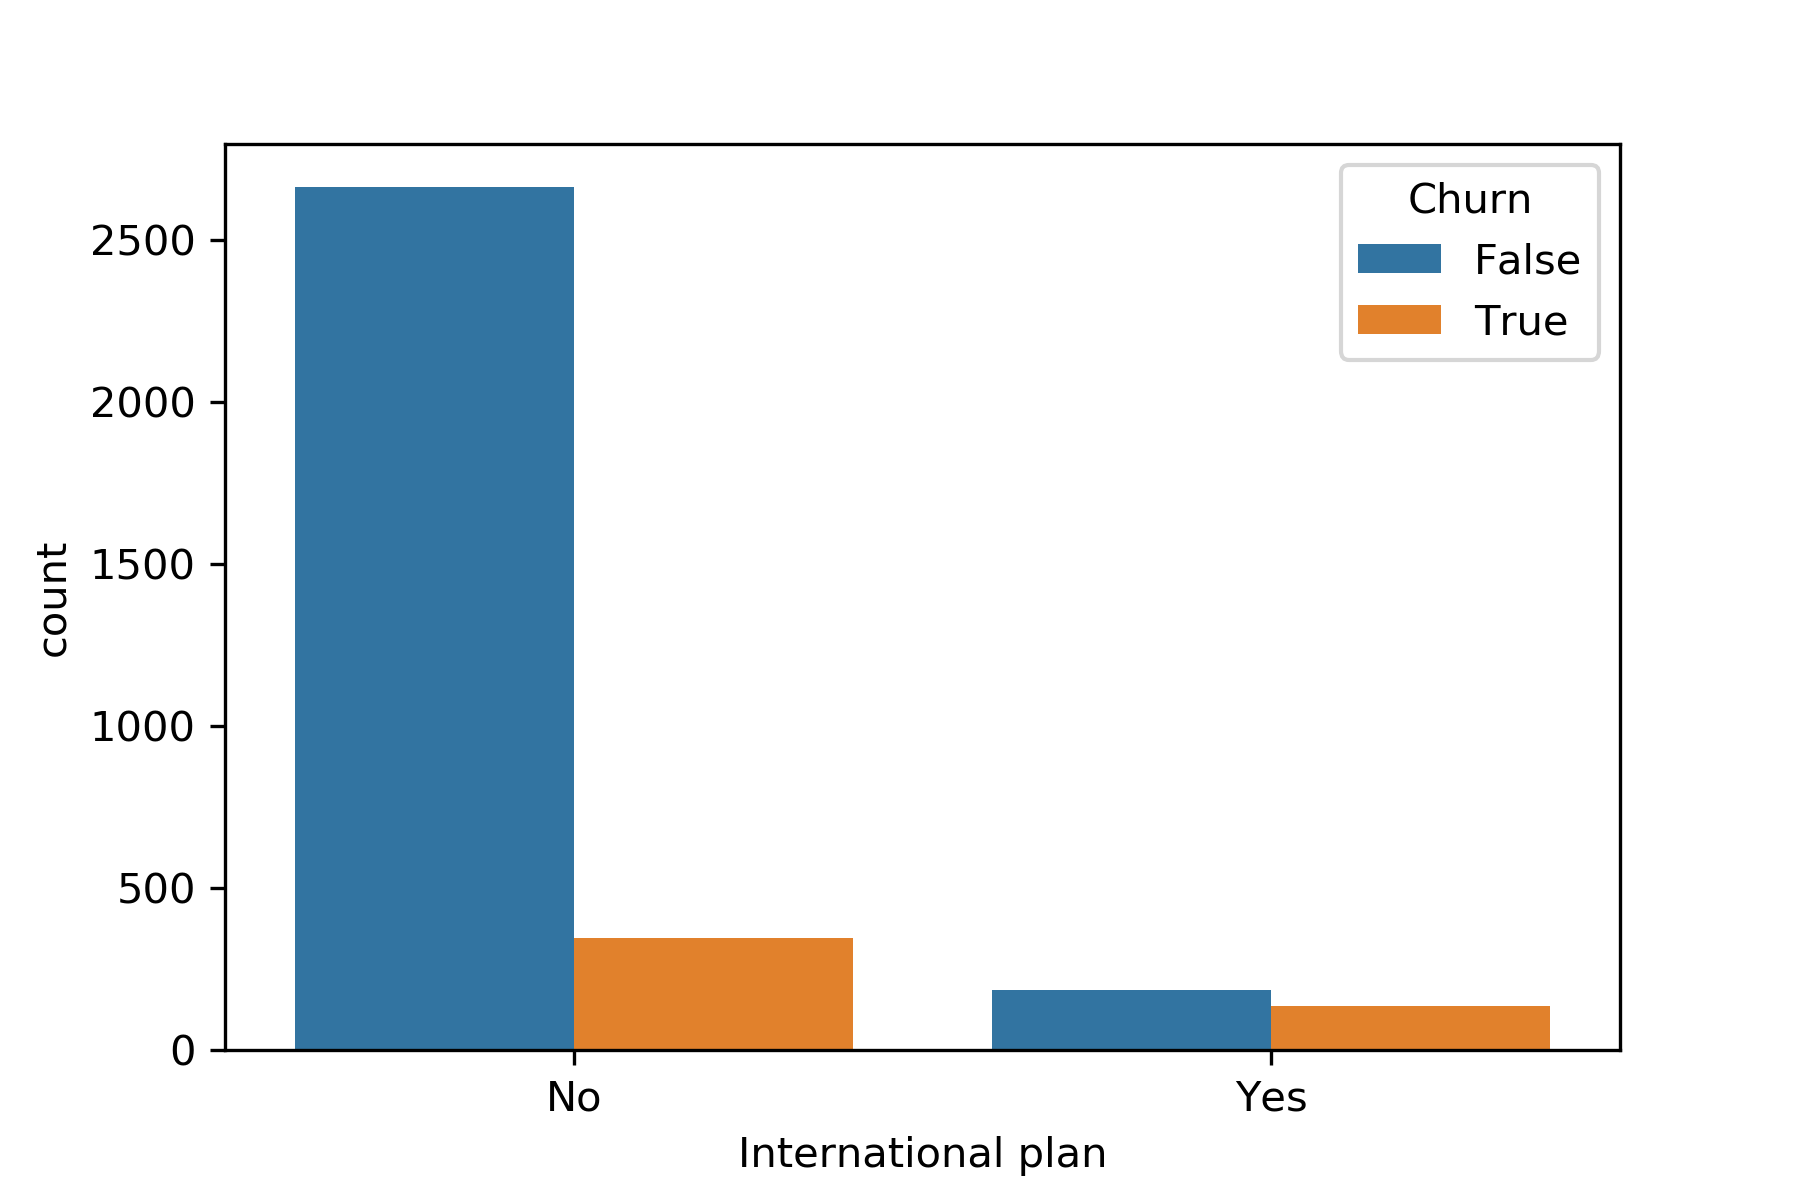 Churn
False
True
2500
2000
1500
1000
500
0
count
No
Yes
International plan